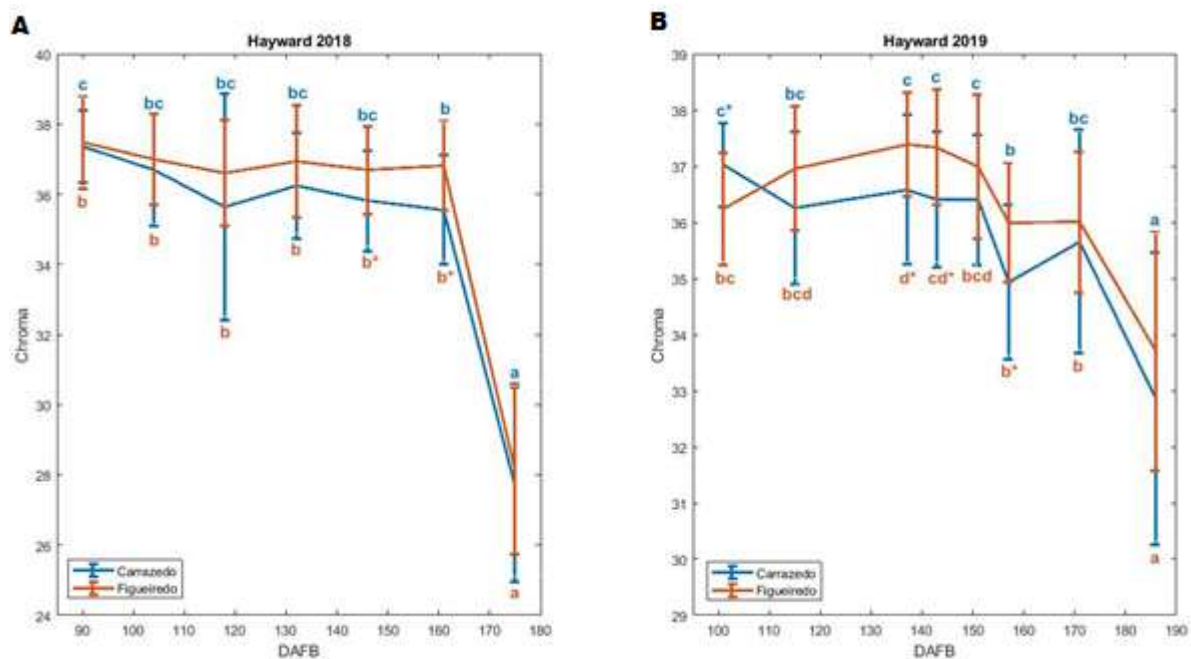 A
Hayward 2018
40
38
36
34
32
30
28
26
24
Chroma
c
bc
bc
bc
bc
b
a
b
b
b
b
b*
b*
a
Carrazedo
Figueiredo
90 100 110 120 130 140 150 160 170 180
DAFB
B
Hayward 2019
39
38
37
36
35
34
33
32
31
30
29
Chroma
c*
bc
c
c
c
b
bc
a
bc
bcd
d*
cd*
bcd
b*
b
a
Carrazedo
Figueiredo
100 110 120 130 140 150 160 170 180 190
DAFB